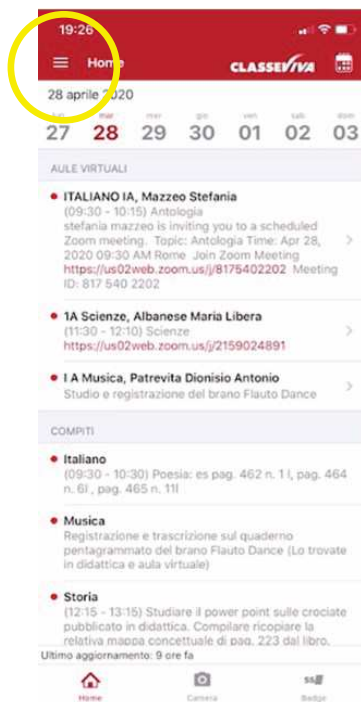 19:26
Home
CLASSEVIVA
28 aprile 2020
lun mar mer gio ven sab dom
27 28 29 30 01 02 03
AULE VIRTUALI
ITALIANO IA, Mazzeo Stefania
(09:30 - 10:15) Antologia
stefania mazzeo is inviting you to a scheduled
Zoom meeting. Topic: Antologia Time: Apr 28,
2020 09:30 AM Rome Join Zoom Meeting
https://us02web.zoom.us/j/8175402202 Meeting
ID: 817 540 2202
1A Scienze, Albanese Maria Libera
(11:30 - 12:10) Scienze
https://us02web.zoom.us/j/2159024891
I A Musica, Patrevita Dionisio Antonio
Studio e registrazione del brano Flauto Dance
COMPITI
Italiano
(09:30 - 10:30) Poesia: es pag. 462 n. 1 l, pag. 464
n. 6l , pag. 465 n. 11l
Musica
Registrazione e trascrizione sul quaderno
pentagrammato del brano Flauto Dance (Lo trovate
in didattica e aula virtuale)
Storia
(12:15 - 13:15) Studiare il power point sulle crociate
pubblicato in didattica. Compilare ricopiare la
relativa mappa concettuale di pag. 223 dal libro.
Ultimo aggiornamento: 9 ore fa
Home Camera Badge